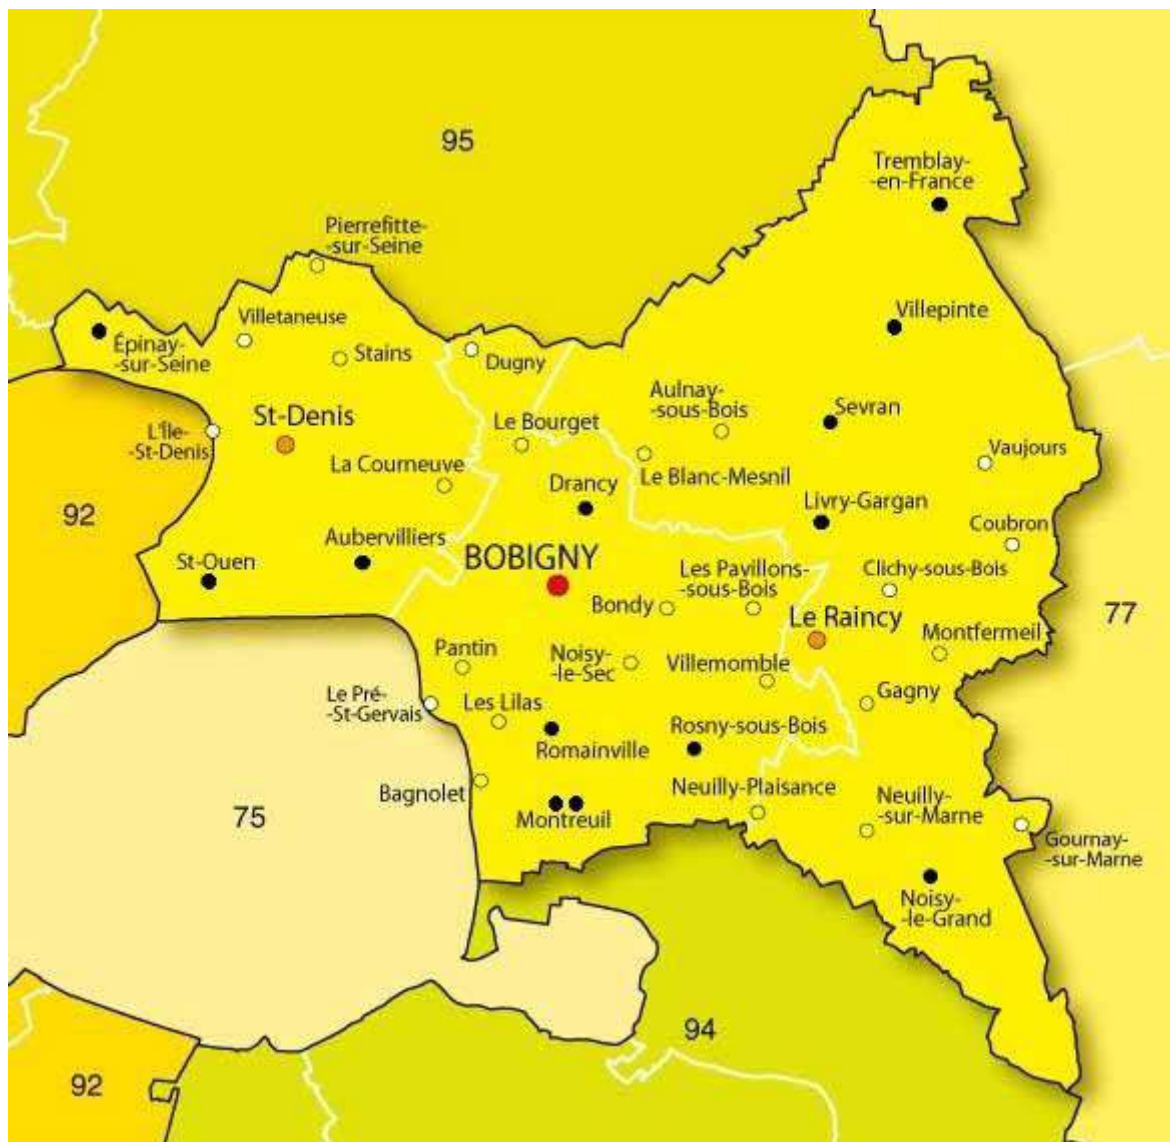 95
Tremblay-
-en-France
Pierrefitte-
-sur-Seine
Villepinte
Villetaneuse
Épinay-
-sur-Seine
Stains
Dugny
Aulnay-
-sous-Bois
Sevran
St-Denis
Le Bourget
L'Île-
-St-Denis
Vaujours
La Courneuve
Le Blanc-Mesnil
Drancy
Livry-Gargan
92
Coubron
Aubervilliers
St-Ouen
BOBIGNY
Les Pavillons-
-sous-Bois
Clichy-sous-Bois
Bondy
Le Raincy
77
Montfermeil
Pantin
Noisy-
-le-Sec
Villemomble
Le Pré-
-St-Gervais
Les Lilas
Gagny
Rosny-sous-Bois
Romainville
Bagnolet
Neuilly-Plaisance
Neuilly-
-sur-Marne
75
Montreuil
Gournay-
-sur-Marne
Noisy-
-le-Grand
94
92